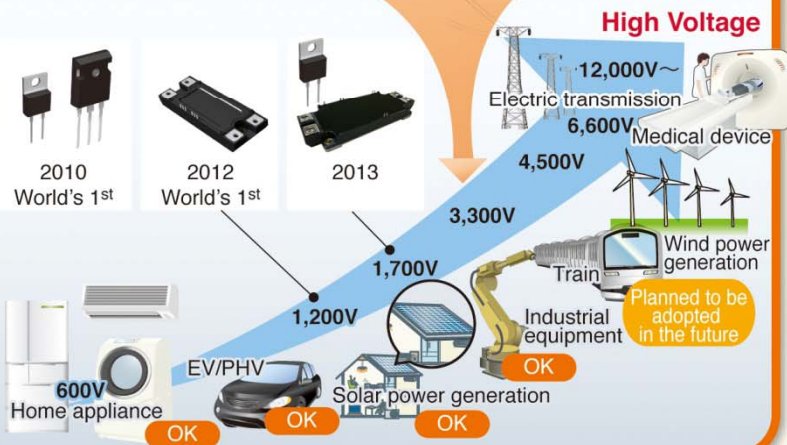 High Voltage
2010
World's 1st
2012
World's 1st
2013
12,000V～
Electric transmission
6,600V
Medical device
4,500V
3,300V
1,700V
1,200V
Train
Wind power
generation
Planned to be
adopted
in the future
Industrial
equipment
OK
EV/PHV
OK
Solar power generation
OK
600V
Home appliance
OK